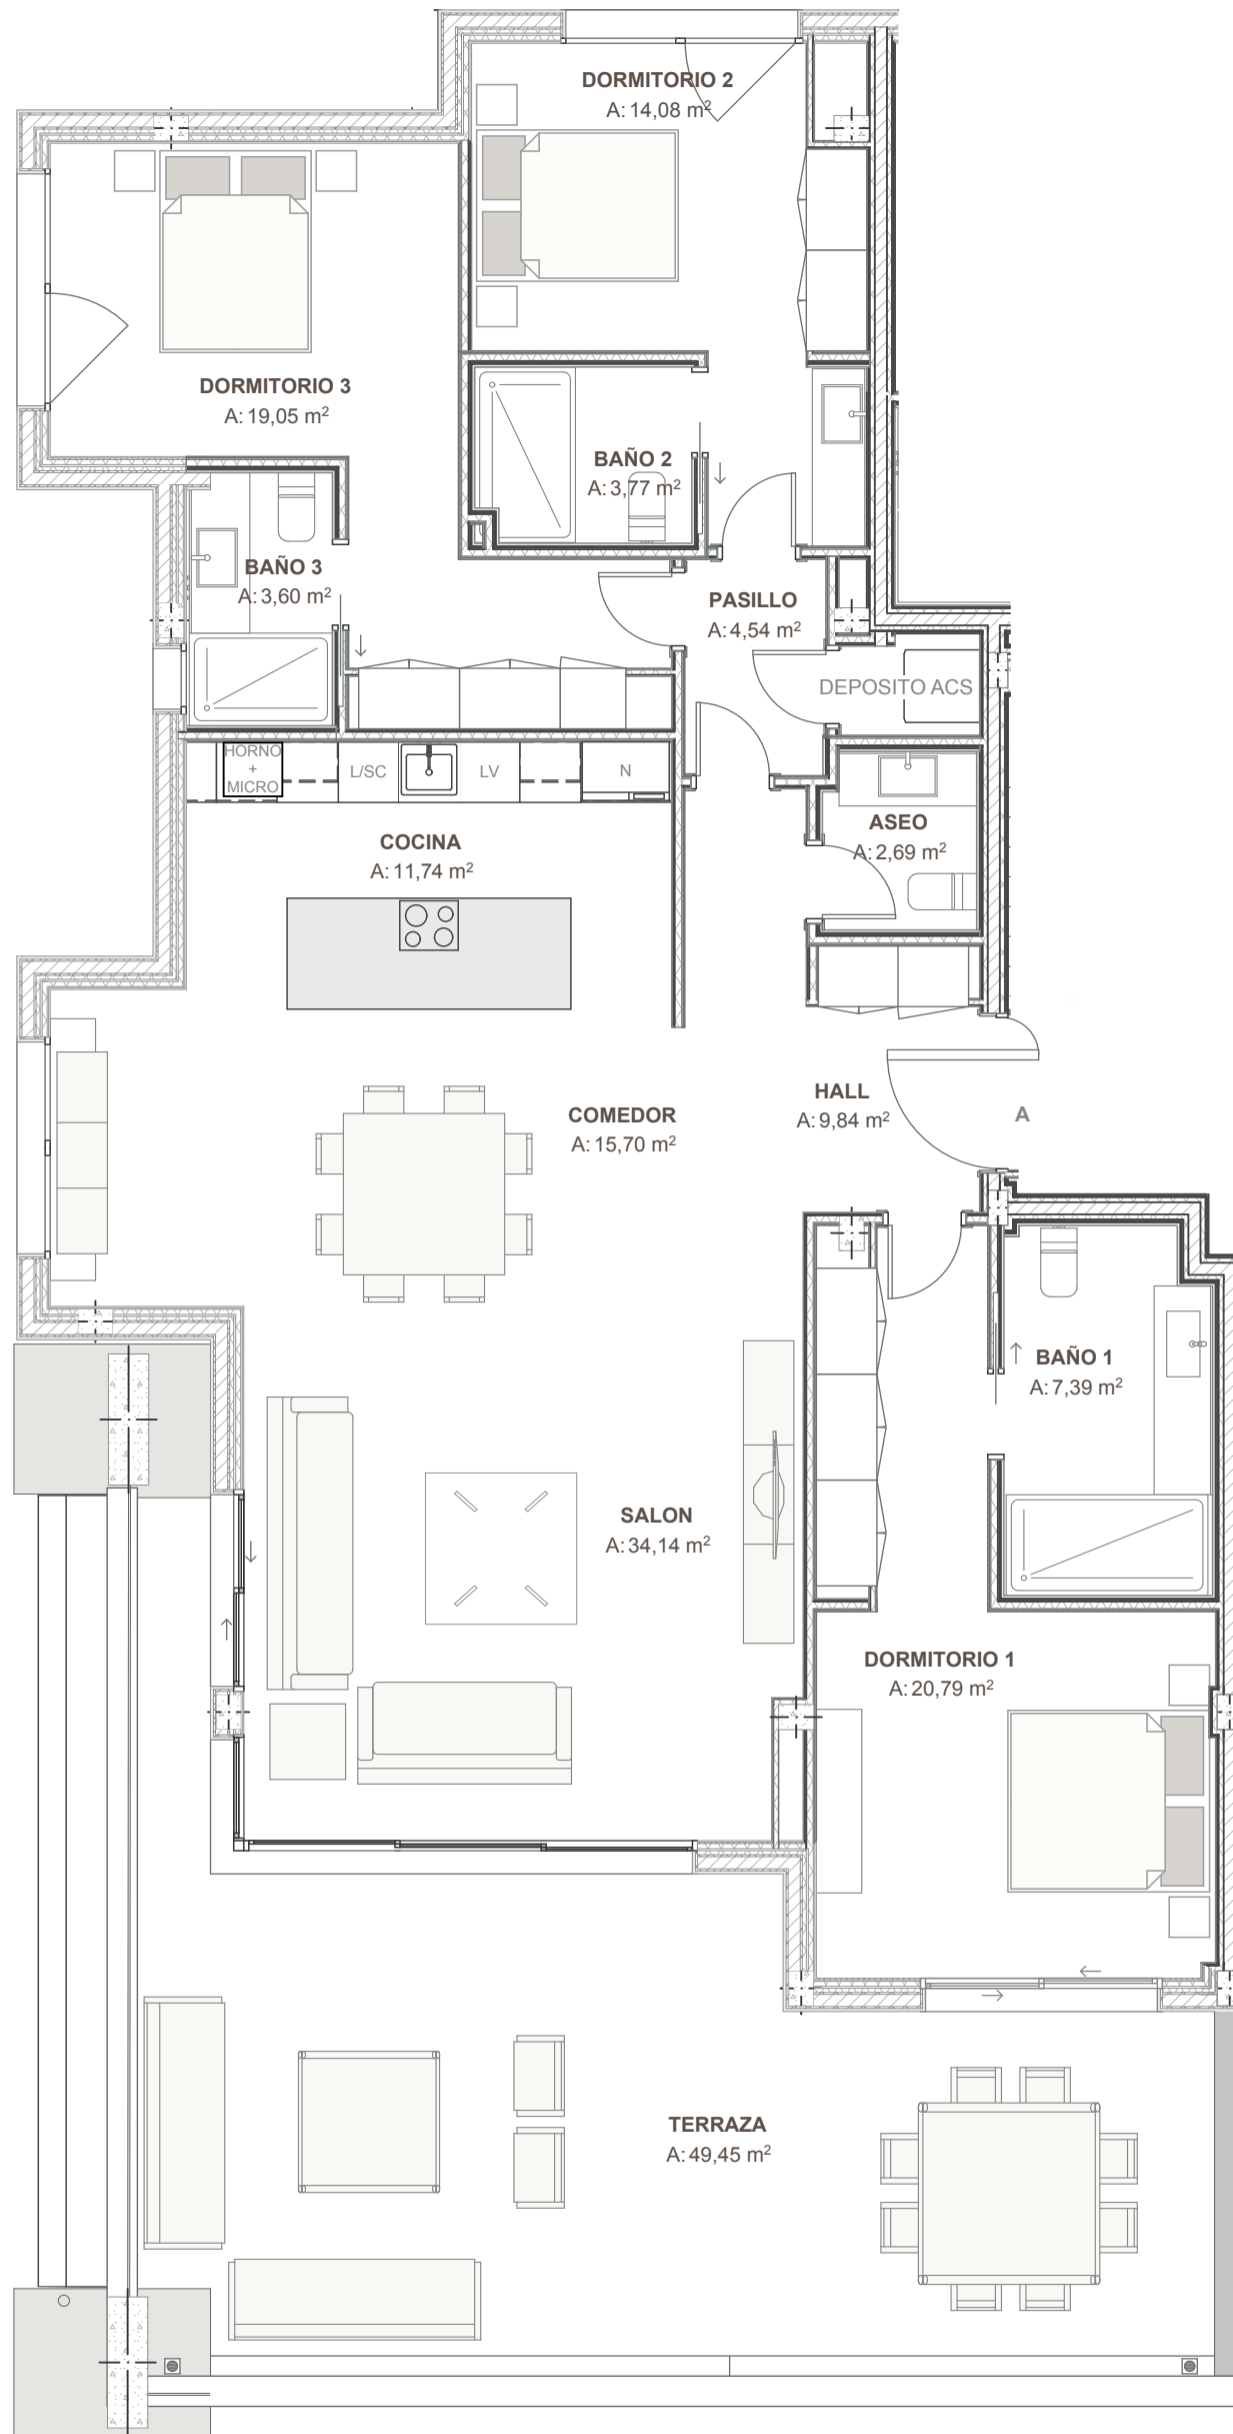 DORMITORIO 2
A: 14,08 m²
DORMITORIO 3
A: 19,05 m²
BAÑO 2
A: 3,77 m²
BAÑO 3
A: 3,60 m²
PASILLO
A: 4,54 m²
DEPOSITO ACS
HORNO
+
MICRO
L/SC
LV
N
COCINA
A: 11,74 m²
ASEO
A: 2,69 m²
HALL
A: 9,84 m²
A
COMEDOR
A: 15,70 m²
BAÑO 1
A: 7,39 m²
SALON
A: 34,14 m²
DORMITORIO 1
A: 20,79 m²
TERRAZA
A: 49,45 m²